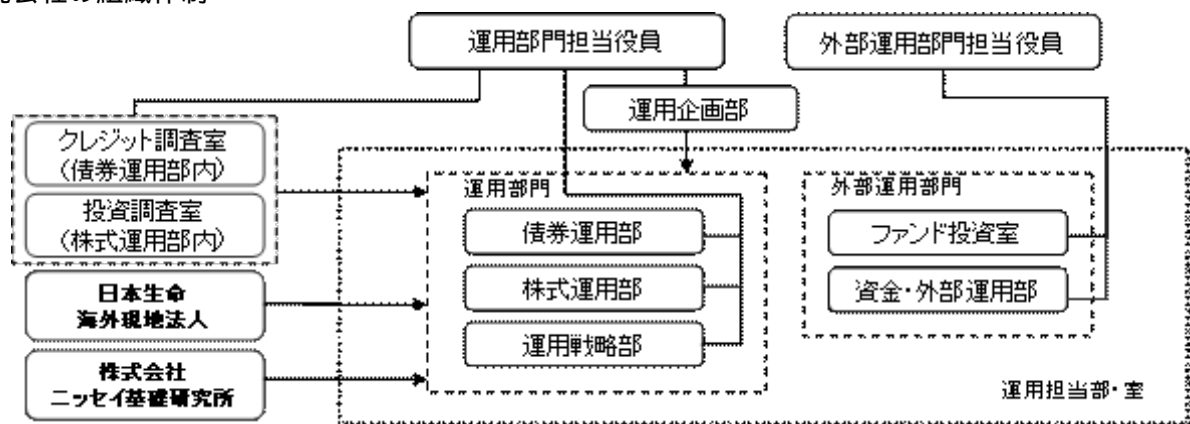 運用部門担当役員
外部運用部門担当役員
運用企画部
クレジット調査室
(債券運用部内)
投資調査室
(株式運用部内)
日本生命
海外現地法人
株式会社
ニッセイ基礎研究所
運用部門
債券運用部
株式運用部
運用戦略部
外部運用部門
ファンド投資室
資金・外部運用部
運用担当部・室